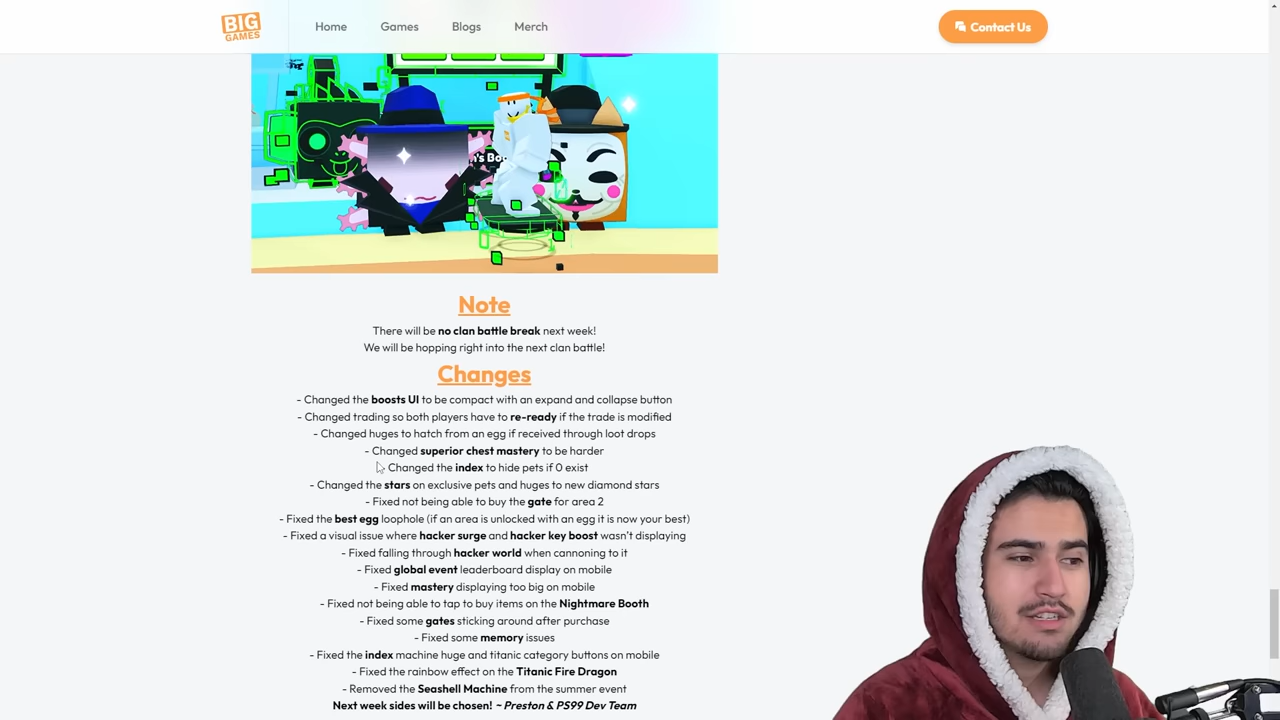 BIG
GAMES
Home
Games
Blogs
Merch
Contact Us
Note
There will be no clan battle break next week!
We will be hopping right into the next clan battle!
Changes
- Changed the boosts UI to be compact with an expand and collapse button
- Changed trading so both players have to re-ready if the trade is modified
- Changed huges to hatch from an egg if received through loot drops
- Changed superior chest mastery to be harder
- Changed the index to hide pets if 0 exist
- Changed the stars on exclusive pets and huges to new diamond stars
- Fixed not being able to buy the gate for area 2
- Fixed the best egg loophole (if an area is unlocked with an egg it is now your best)
- Fixed a visual issue where hacker surge and hacker key boost wasn't displaying
- Fixed falling through hacker world when cannoning to it
- Fixed global event leaderboard display on mobile
- Fixed mastery displaying too big on mobile
- Fixed not being able to tap to buy items on the Nightmare Booth
- Fixed some gates sticking around after purchase
- Fixed some memory issues
- Fixed the index machine huge and titanic category buttons on mobile
- Fixed the rainbow effect on the Titanic Fire Dragon
- Removed the Seashell Machine from the summer event
Next week sides will be chosen! ~ Preston & PS99 Dev Team